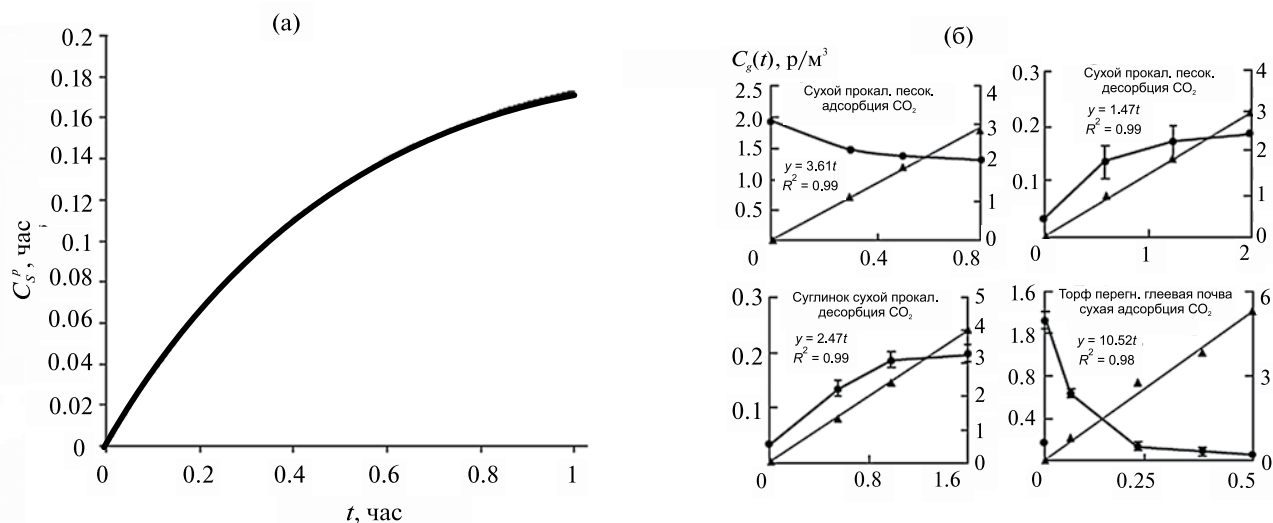 (а)
0.2
0.18
0.16
0.14
0.12
0.1
0.08
0.06
0.04
0.02
0
C_S^p, час
0 0.2 0.4 0.6 0.8 1
t, час
(б)
C_g(t), р/м³
Сухой прокал. песок.
адсорбция CO₂
y = 3.61t
R² = 0.99
2.5
2.0
1.5
1.0
0.5
4
3
2
1
0
0 0.4 0.8
Сухой прокал. песок.
десорбция CO₂
y = 1.47t
R² = 0.99
0.3
0.2
0.1
4
3
2
1
0
0 1 2
Суглинок сухой прокал.
десорбция CO₂
y = 2.47t
R² = 0.99
0.3
0.2
0.1
5
4
3
2
1
0
0 0.8 1.6
Торф перегн. глеевая почва
сухая адсорбция CO₂
y = 10.52t
R² = 0.98
1.6
1.8
0.8
0.4
6
3
0
0 0.25 0.5